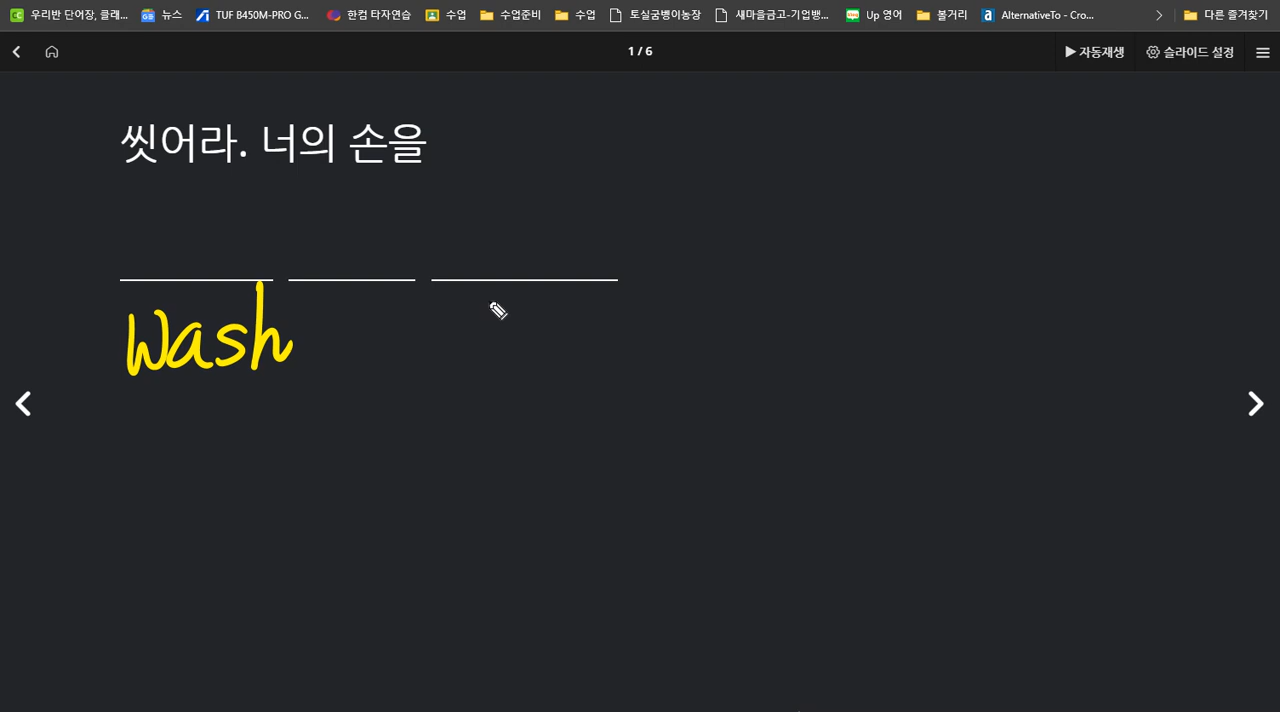 우리반 단어장, 클래... 뉴스 TUF B450M-PRO G... 한컴 타자연습 수업 수업준비 수업 토실굼벵이농장 새마을금고-기업뱅... Up 영어 볼거리 AlternativeTo - Cro... 다른 즐겨찾기
1 / 6 자동재생 슬라이드 설정
씻어라. 너의 손을
Wash